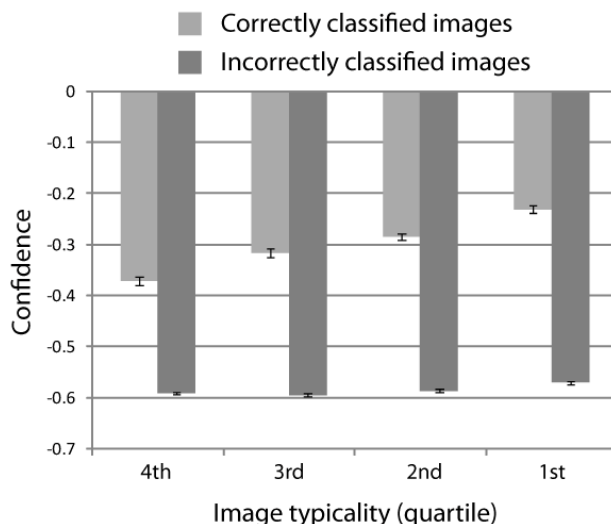 Correctly classified images
Incorrectly classified images
0
-0.1
-0.2
-0.3
-0.4
-0.5
-0.6
-0.7
Confidence
4th 3rd 2nd 1st
Image typicality (quartile)